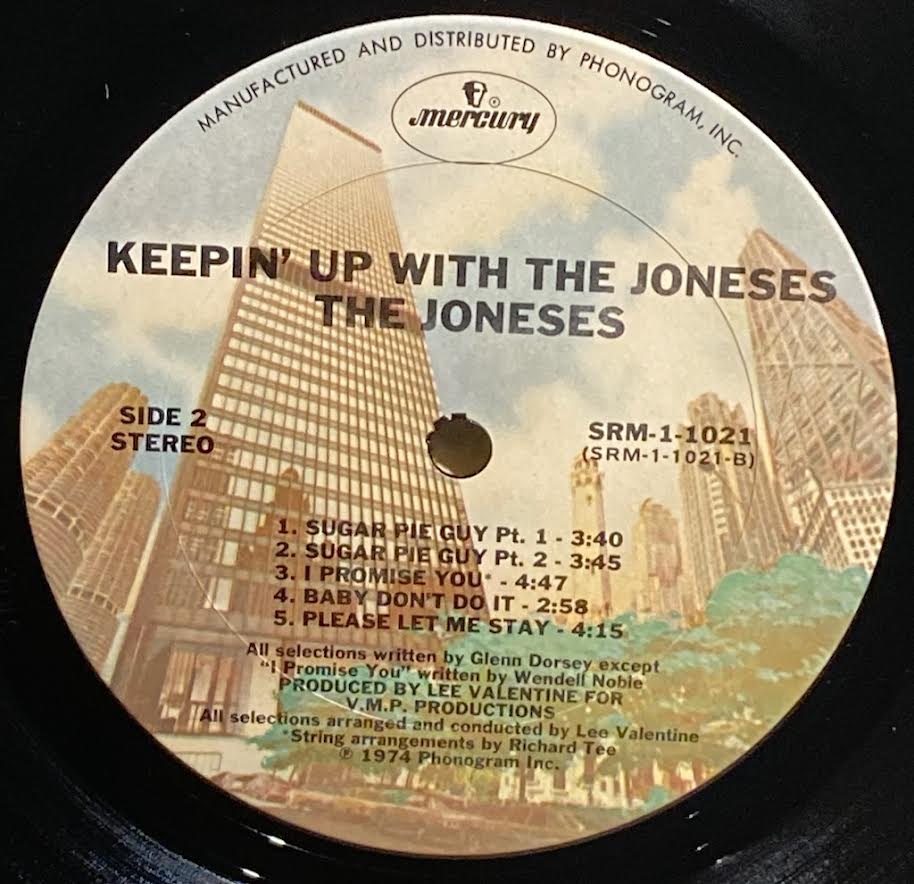 MANUFACTURED AND DISTRIBUTED BY PHONOGRAM, INC.
mercury ®
KEEPIN' UP WITH THE JONESES
THE JONESES
SIDE 2
STEREO
SRM-1-1021
(SRM-1-1021-B)
1. SUGAR PIE GUY Pt. 1 - 3:40
2. SUGAR PIE GUY Pt. 2 - 3:45
3. I PROMISE YOU* - 4:47
4. BABY DON'T DO IT - 2:58
5. PLEASE LET ME STAY - 4:15
All selections written by Glenn Dorsey except
"I Promise You" written by Wendell Noble
PRODUCED BY LEE VALENTINE FOR
V.M.P. PRODUCTIONS
All selections arranged and conducted by Lee Valentine
*String arrangements by Richard Tee
℗ 1974 Phonogram Inc.